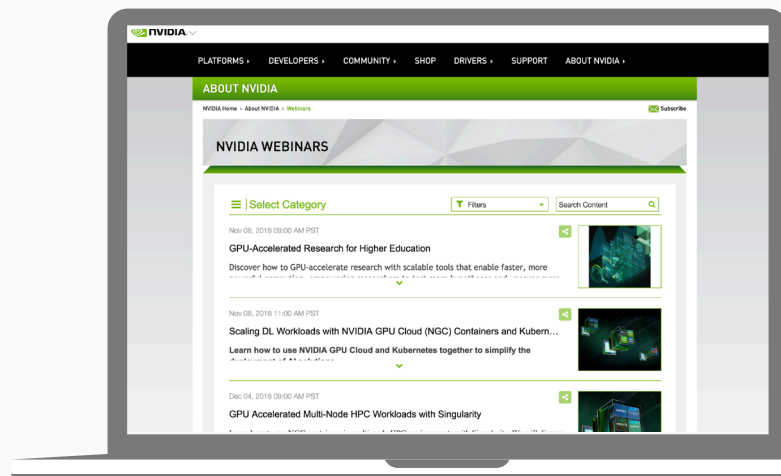 NVIDIA.
PLATFORMS DEVELOPERS COMMUNITY SHOP DRIVERS SUPPORT ABOUT NVIDIA
ABOUT NVIDIA
NVIDIA Home > About NVIDIA > Webinars Subscribe
NVIDIA WEBINARS
Select Category Filters Search Content
Nov 08, 2018 09:00 AM PST
GPU-Accelerated Research for Higher Education
Discover how to GPU-accelerate research with scalable tools that enable faster, more
Nov 08, 2018 11:00 AM PST
Scaling DL Workloads with NVIDIA GPU Cloud (NGC) Containers and Kubern...
Learn how to use NVIDIA GPU Cloud and Kubernetes together to simplify the
Dec 04, 2018 09:00 AM PST
GPU Accelerated Multi-Node HPC Workloads with Singularity